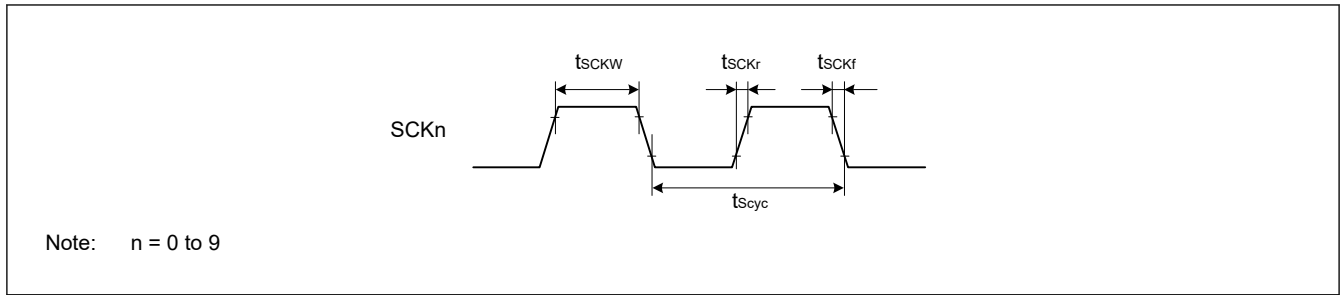 tSCKW tSCKr tSCKf
SCKn
tScyc
Note: n = 0 to 9